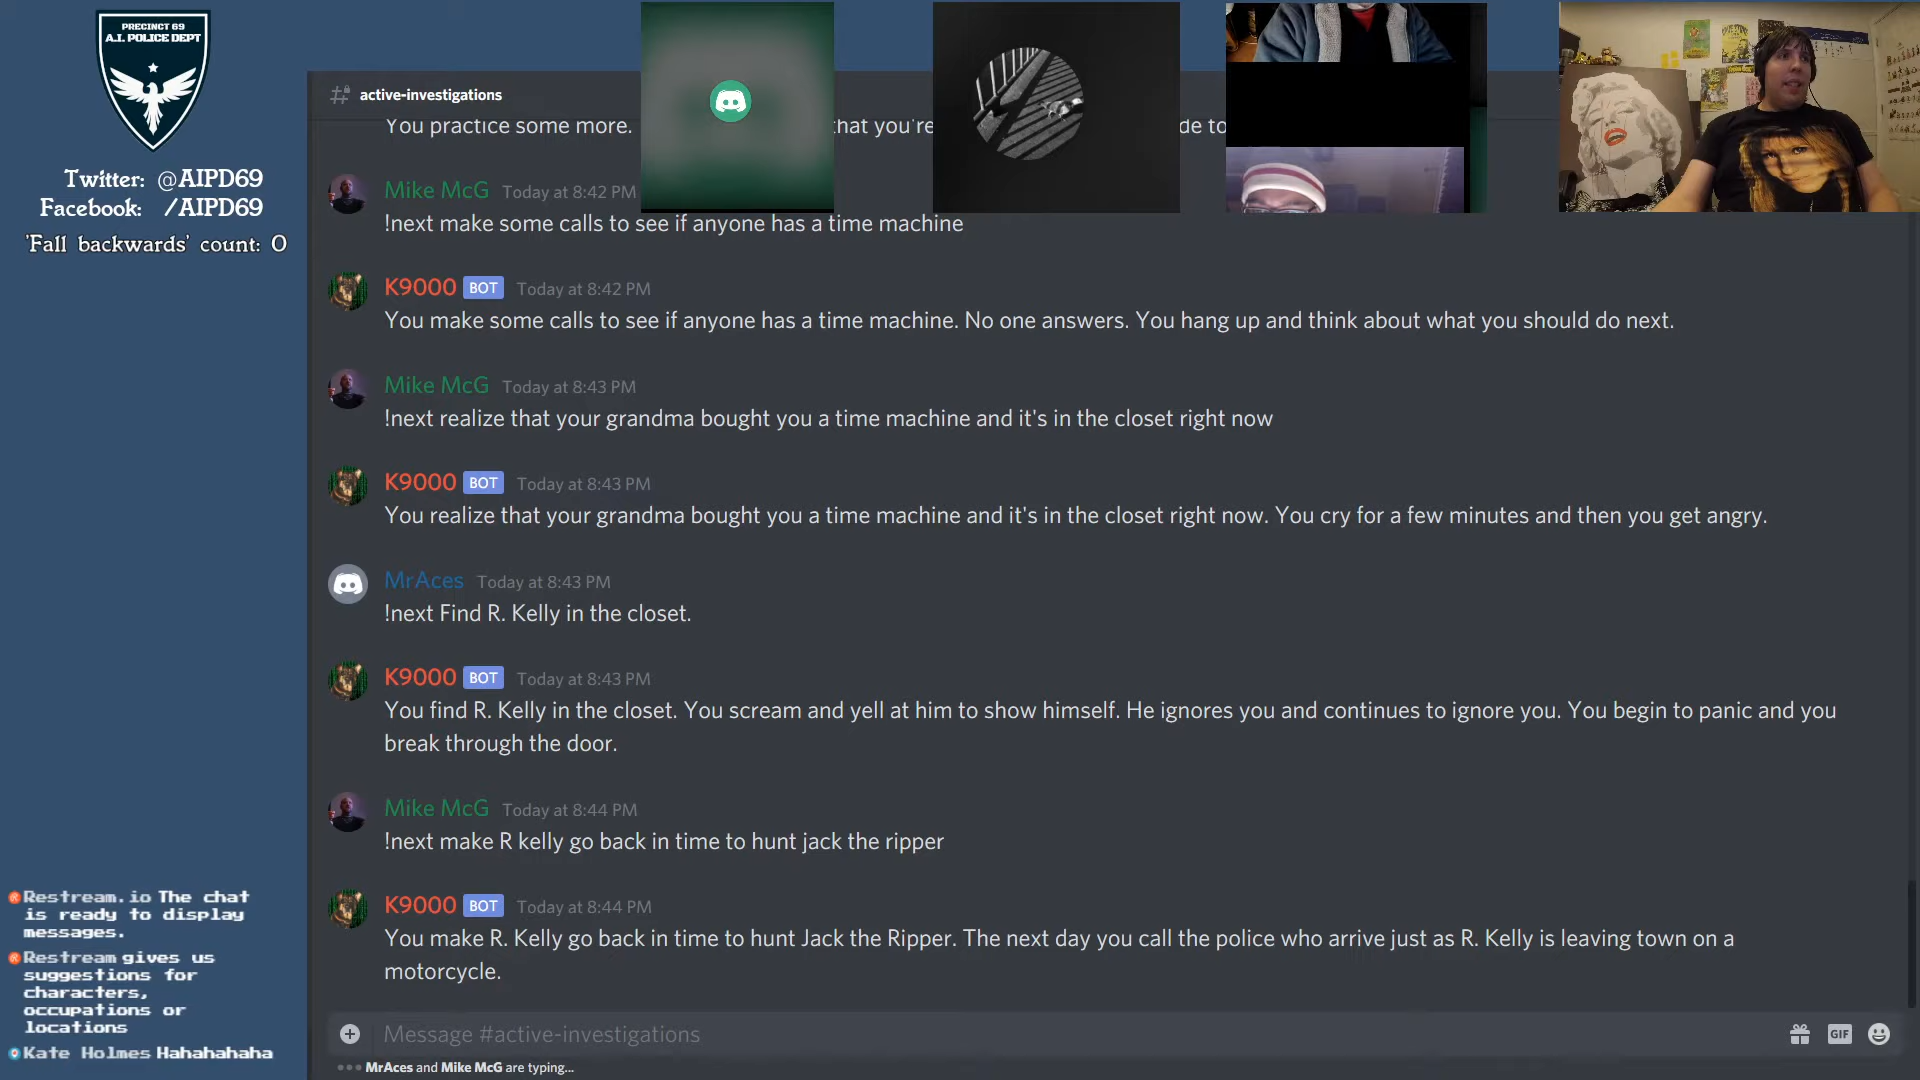 PRECINCT 69
A.I. POLICE DEPT
Twitter: @AIPD69
Facebook: /AIPD69
'Fall backwards' count: 0
active-investigations
You practice some more.
that you're
de to
Mike McG Today at 8:42 PM
!next make some calls to see if anyone has a time machine
K9000 BOT Today at 8:42 PM
You make some calls to see if anyone has a time machine. No one answers. You hang up and think about what you should do next.
Mike McG Today at 8:43 PM
!next realize that your grandma bought you a time machine and it's in the closet right now
K9000 BOT Today at 8:43 PM
You realize that your grandma bought you a time machine and it's in the closet right now. You cry for a few minutes and then you get angry.
MrAces Today at 8:43 PM
!next Find R. Kelly in the closet.
K9000 BOT Today at 8:43 PM
You find R. Kelly in the closet. You scream and yell at him to show himself. He ignores you and continues to ignore you. You begin to panic and you
break through the door.
Mike McG Today at 8:44 PM
!next make R kelly go back in time to hunt jack the ripper
K9000 BOT Today at 8:44 PM
You make R. Kelly go back in time to hunt Jack the Ripper. The next day you call the police who arrive just as R. Kelly is leaving town on a
motorcycle.
Message #active-investigations
GIF
MrAces and Mike McG are typing...
Restream.io The chat
is ready to display
messages.
Restream gives us
suggestions for
characters,
occupations or
locations
Kate Holmes Hahahahaha